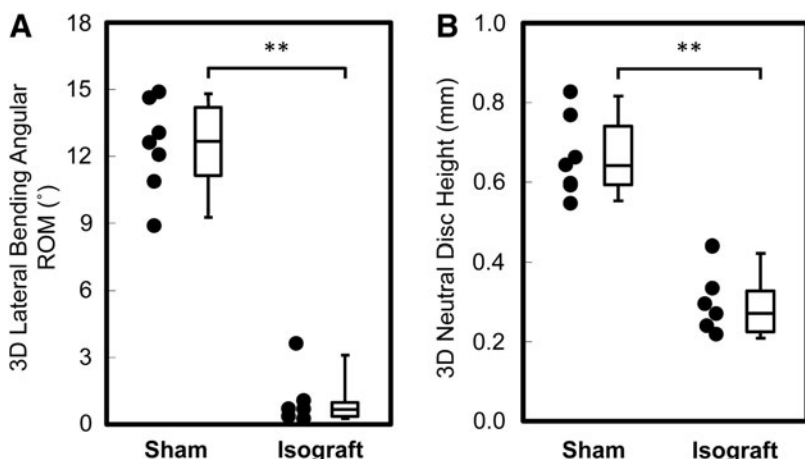 A
3D Lateral Bending Angular
ROM (˚)
18
15
12
9
6
3
0
**
Sham Isograft
B
3D Neutral Disc Height (mm)
1.0
0.8
0.6
0.4
0.2
0.0
**
Sham Isograft